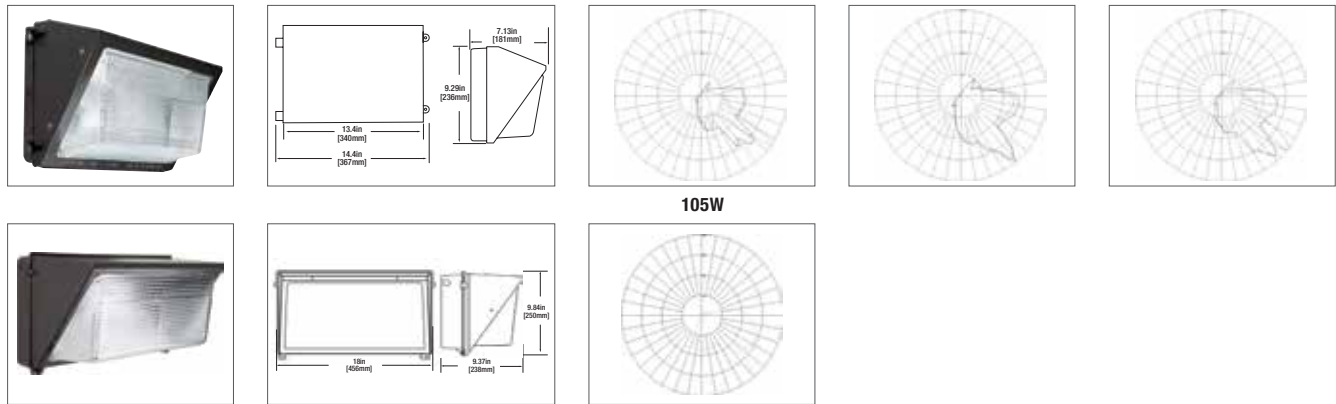 7.13in
[181mm]
9.29in
[236mm]
13.4in
[340mm]
14.4in
[367mm]
105W
9.84in
[250mm]
18in
[456mm]
9.37in
[238mm]